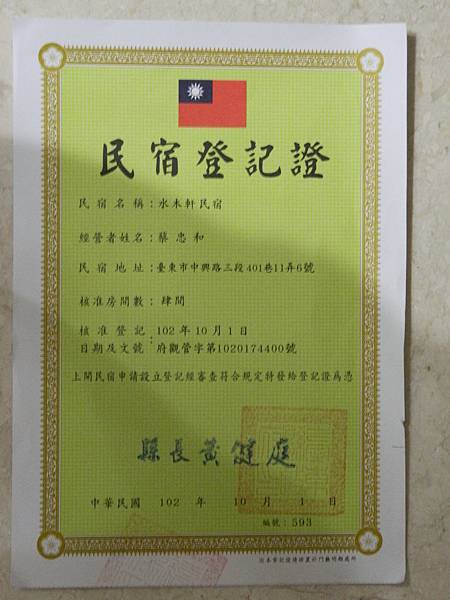 民宿登記證
民宿名稱：水木軒民宿
經營者姓名：蔡忠和
民宿地址：臺東市中興路三段401巷11弄6號
核准房間數：肆間
核准登記
日期及文號：102年10月1日
府觀管字第1020174400號
上開民宿申請設立登記經審查符合規定特發給登記證為憑
縣長黃健庭
中華民國 102 年 10 月 1 日
編號：593